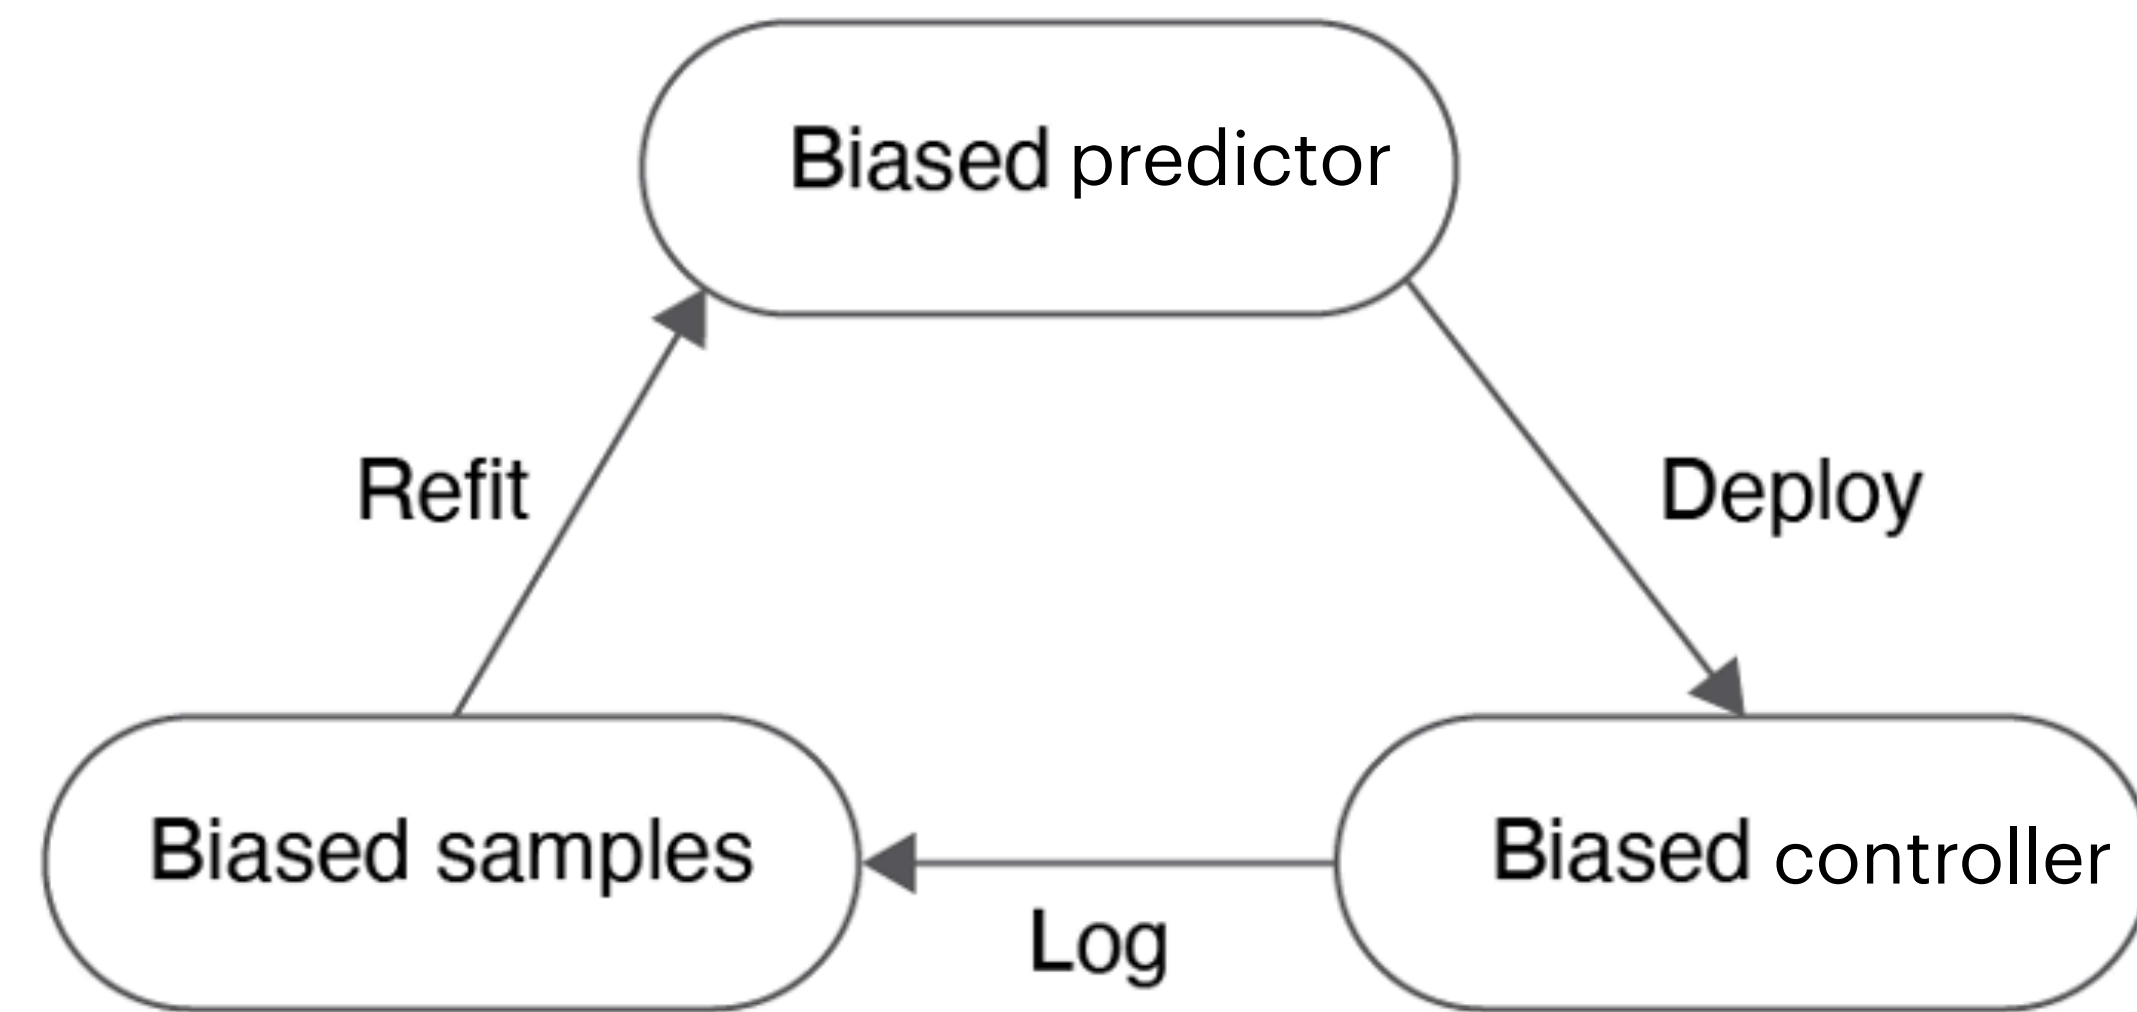 Biased predictor
Refit
Deploy
Biased samples
Biased controller
Log